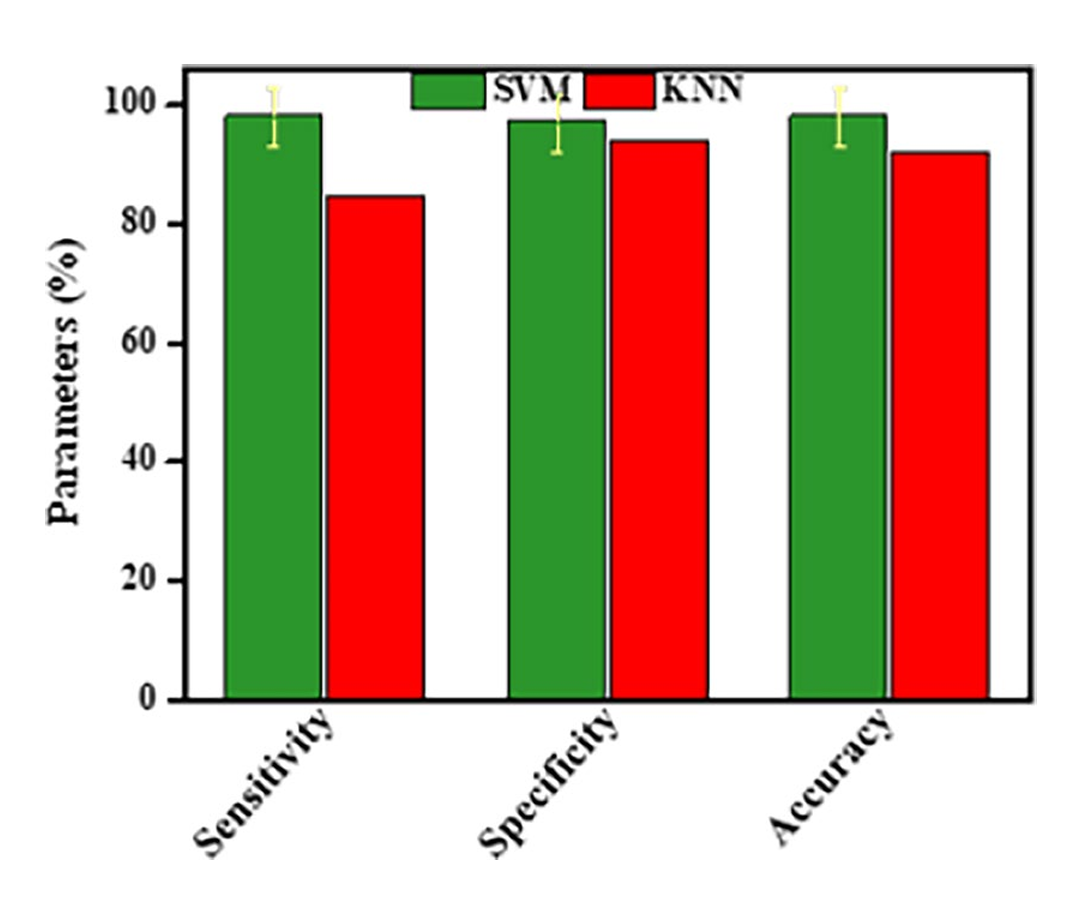 SVM KNN
100
80
60
40
20
0
Parameters (%)
Sensitivity
Specificity
Accuracy